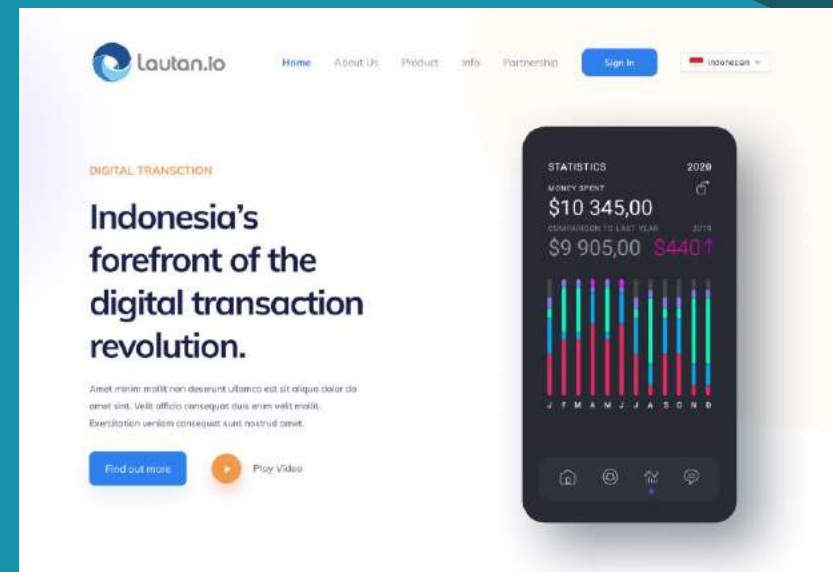 Lautan.io
Home About Us Product Info Partnership Sign In Indonesian
DIGITAL TRANSCTION
Indonesia's
forefront of the
digital transaction
revolution.
Amet minim mollit non deserunt ullamco est sit aliqua dolor do
amet sint. Velit officia consequat duis enim velit mollit.
Exercitation veniam consequat sunt nostrud amet.
Find out more Play Video
STATISTICS 2020
MONEY SPENT
$10 345,00
COMPARISON TO LAST YEAR 2019
$9 905,00 $440↑
J F M A M J J A S O N D